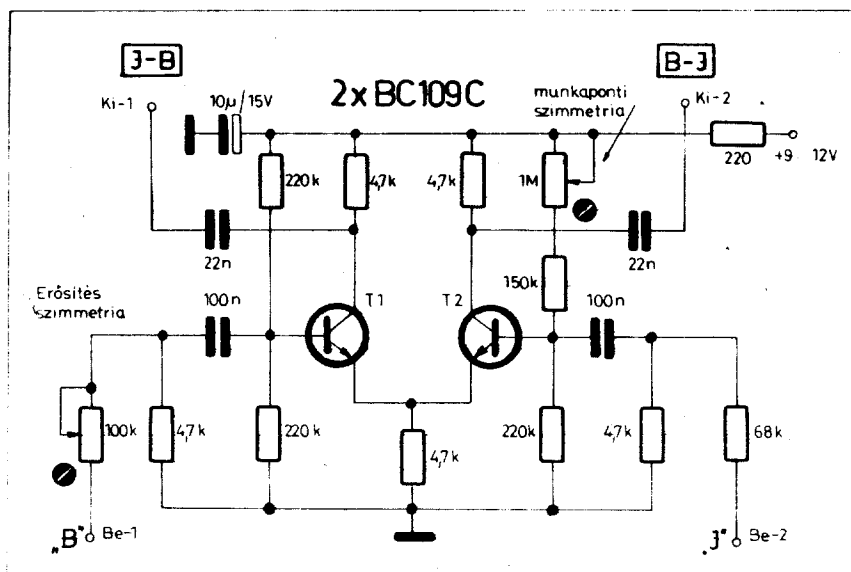 J-B
B-J
Ki-1
10μ/15V
2xBC109C
munkaponti
szimmetria
Ki-2
220k
4,7k
4,7k
1M
220
+9 12V
22n
22n
150k
Erősítés
szimmetria
100n
T1
T2
100n
100k
4,7k
220k
4,7k
220k
4,7k
68k
„B" Be-1
„J" Be-2